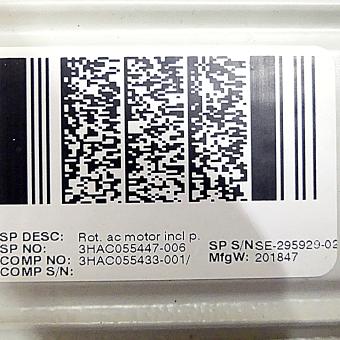 SP DESC: Rot. ac motor incl p.
SP NO: 3HAC055447-006 SP S/N SE-295929-02
COMP NO: 3HAC055433-001/ MfgW: 201847
COMP S/N: